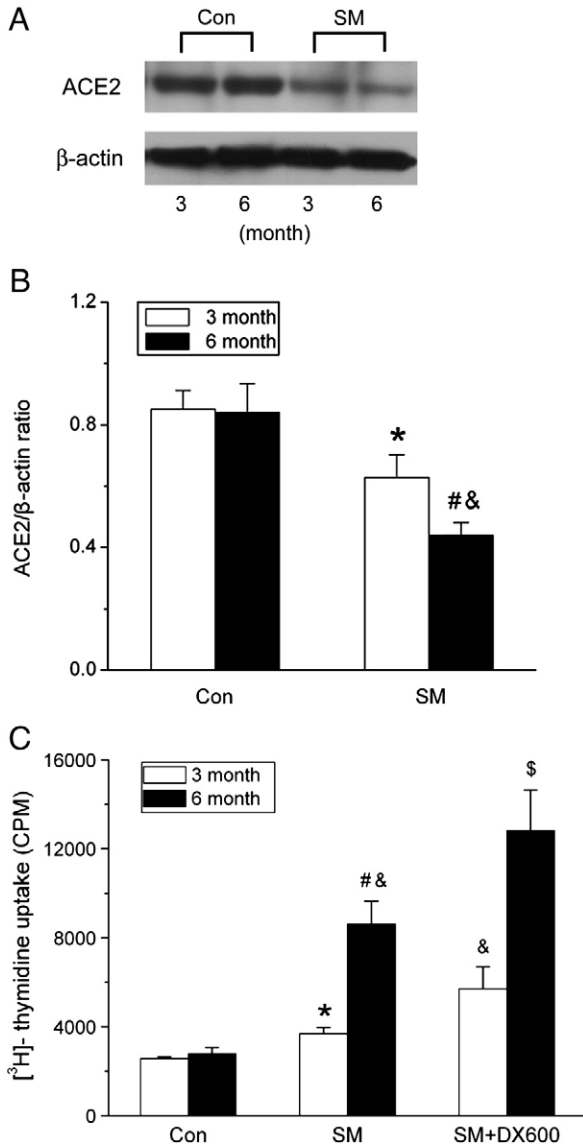 A
Con SM
ACE2
β-actin
3 6 3 6
(month)
B
1.2
3 month
6 month
0.8
*
#&
0.4
ACE2/β-actin ratio
0.0
Con SM
C
16000
3 month
6 month
$
12000
#&
8000
&
*
4000
[³H]- thymidine uptake (CPM)
0
Con SM SM+DX600